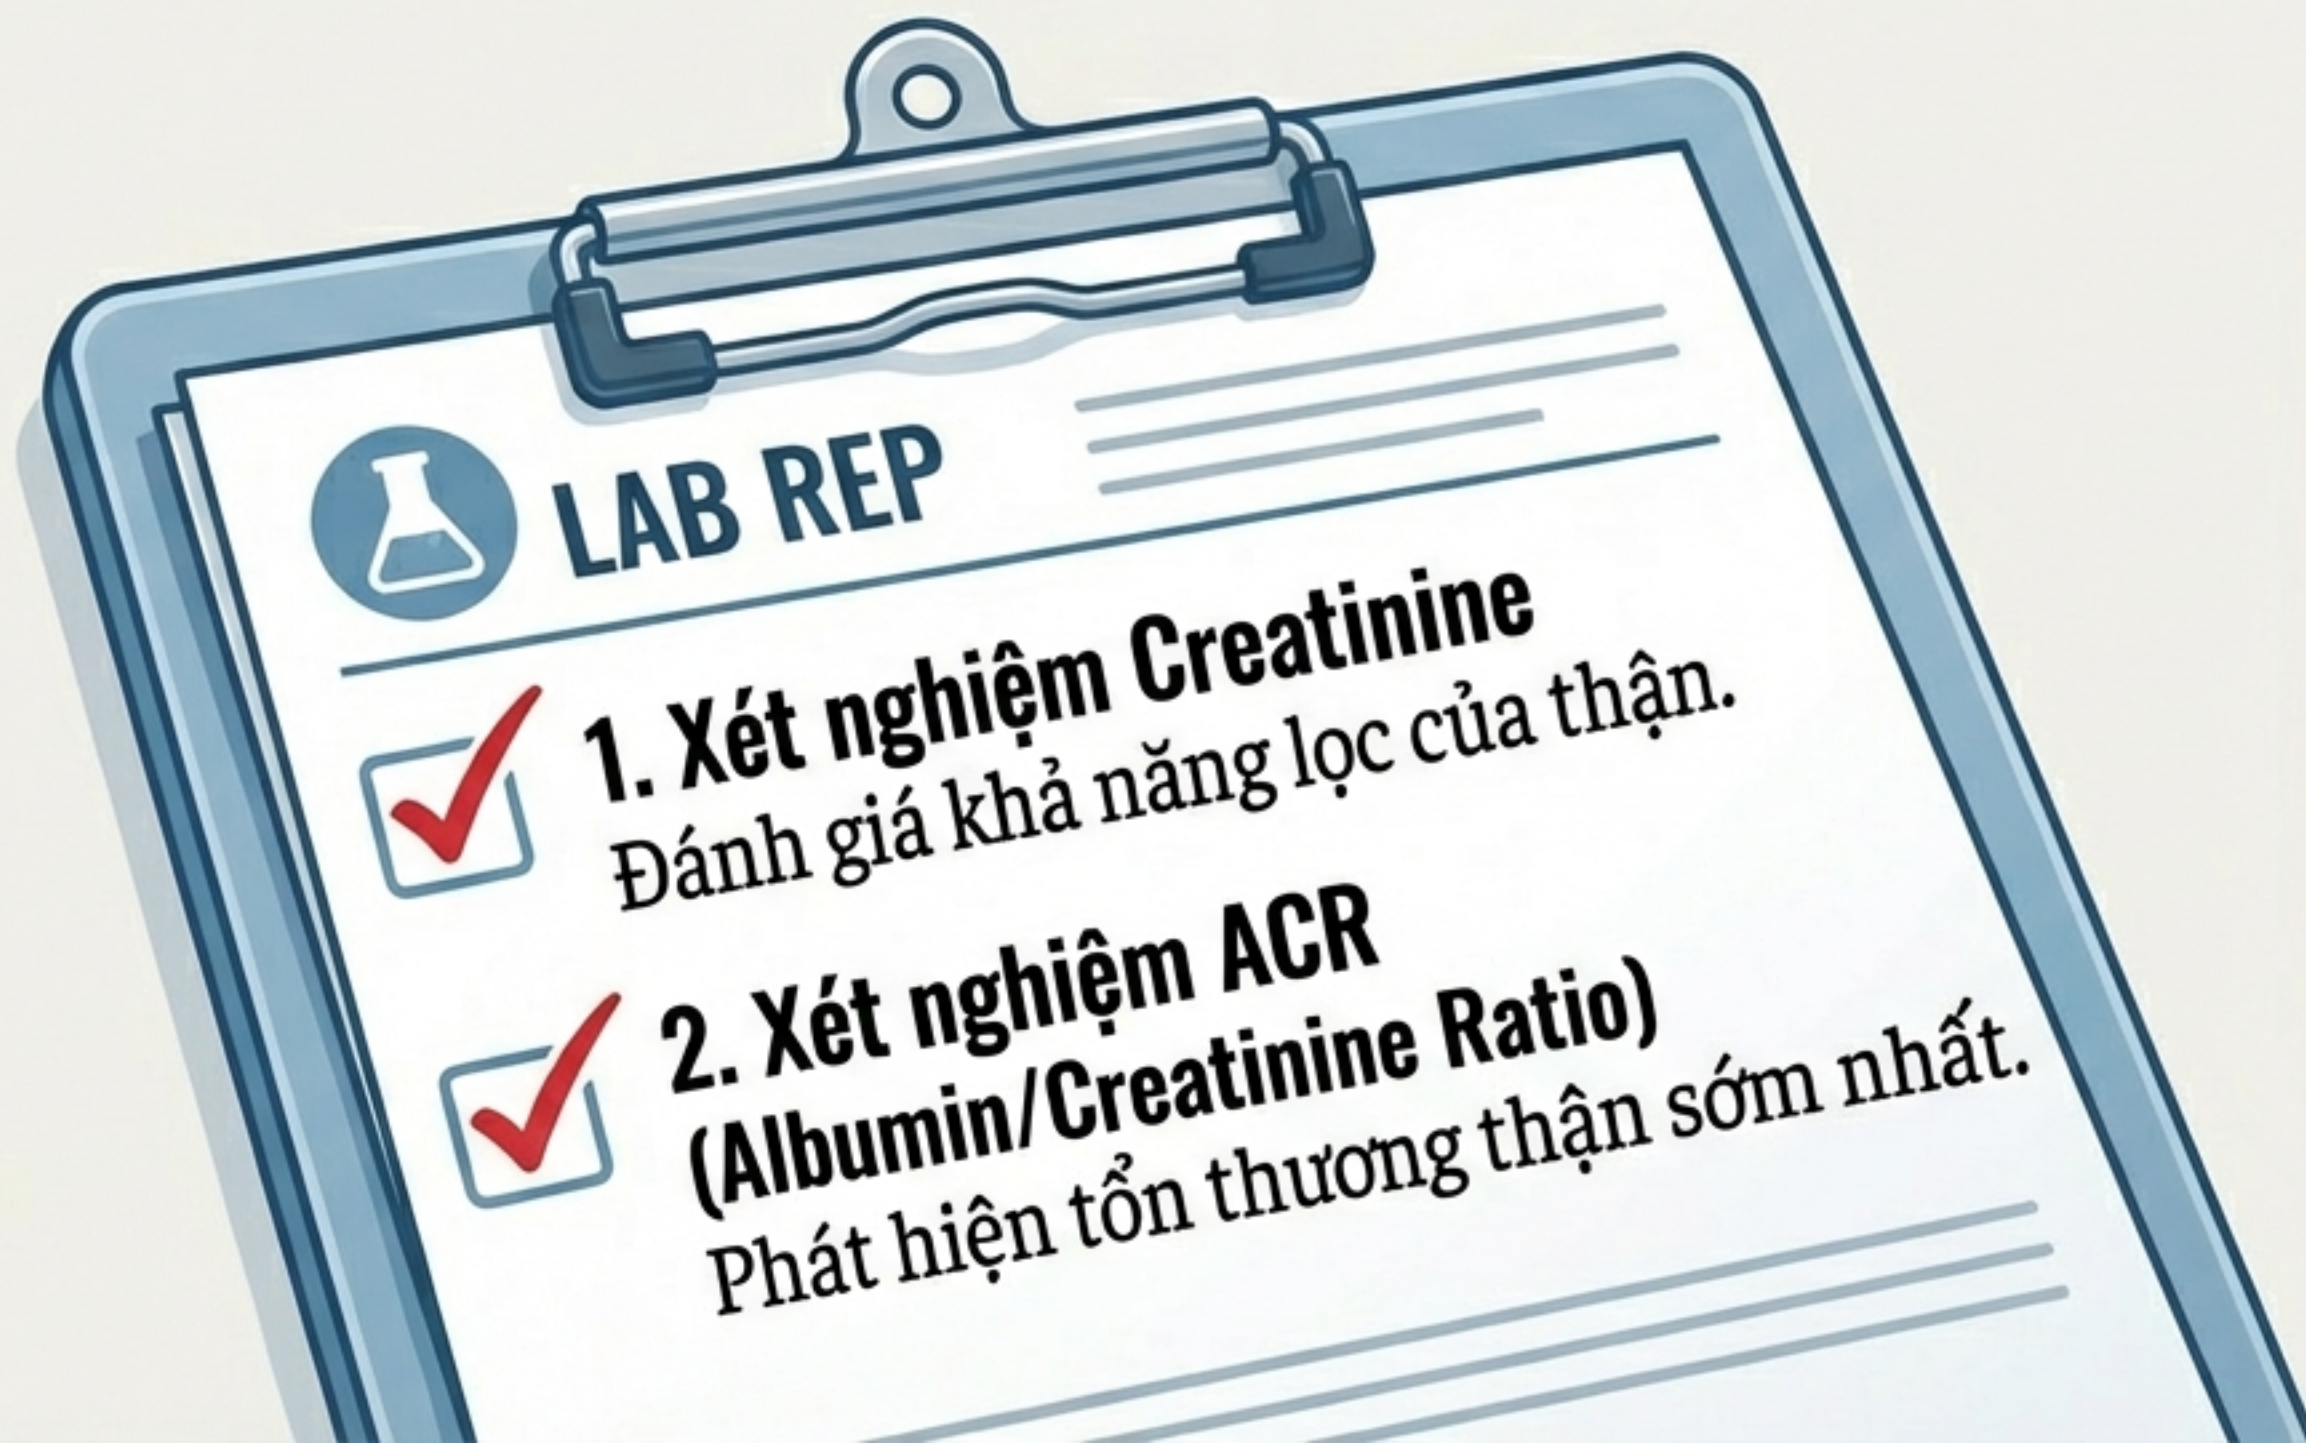 LAB REP
1. Xét nghiệm Creatinine
Đánh giá khả năng lọc của thận.
2. Xét nghiệm ACR
(Albumin/Creatinine Ratio)
Phát hiện tổn thương thận sớm nhất.